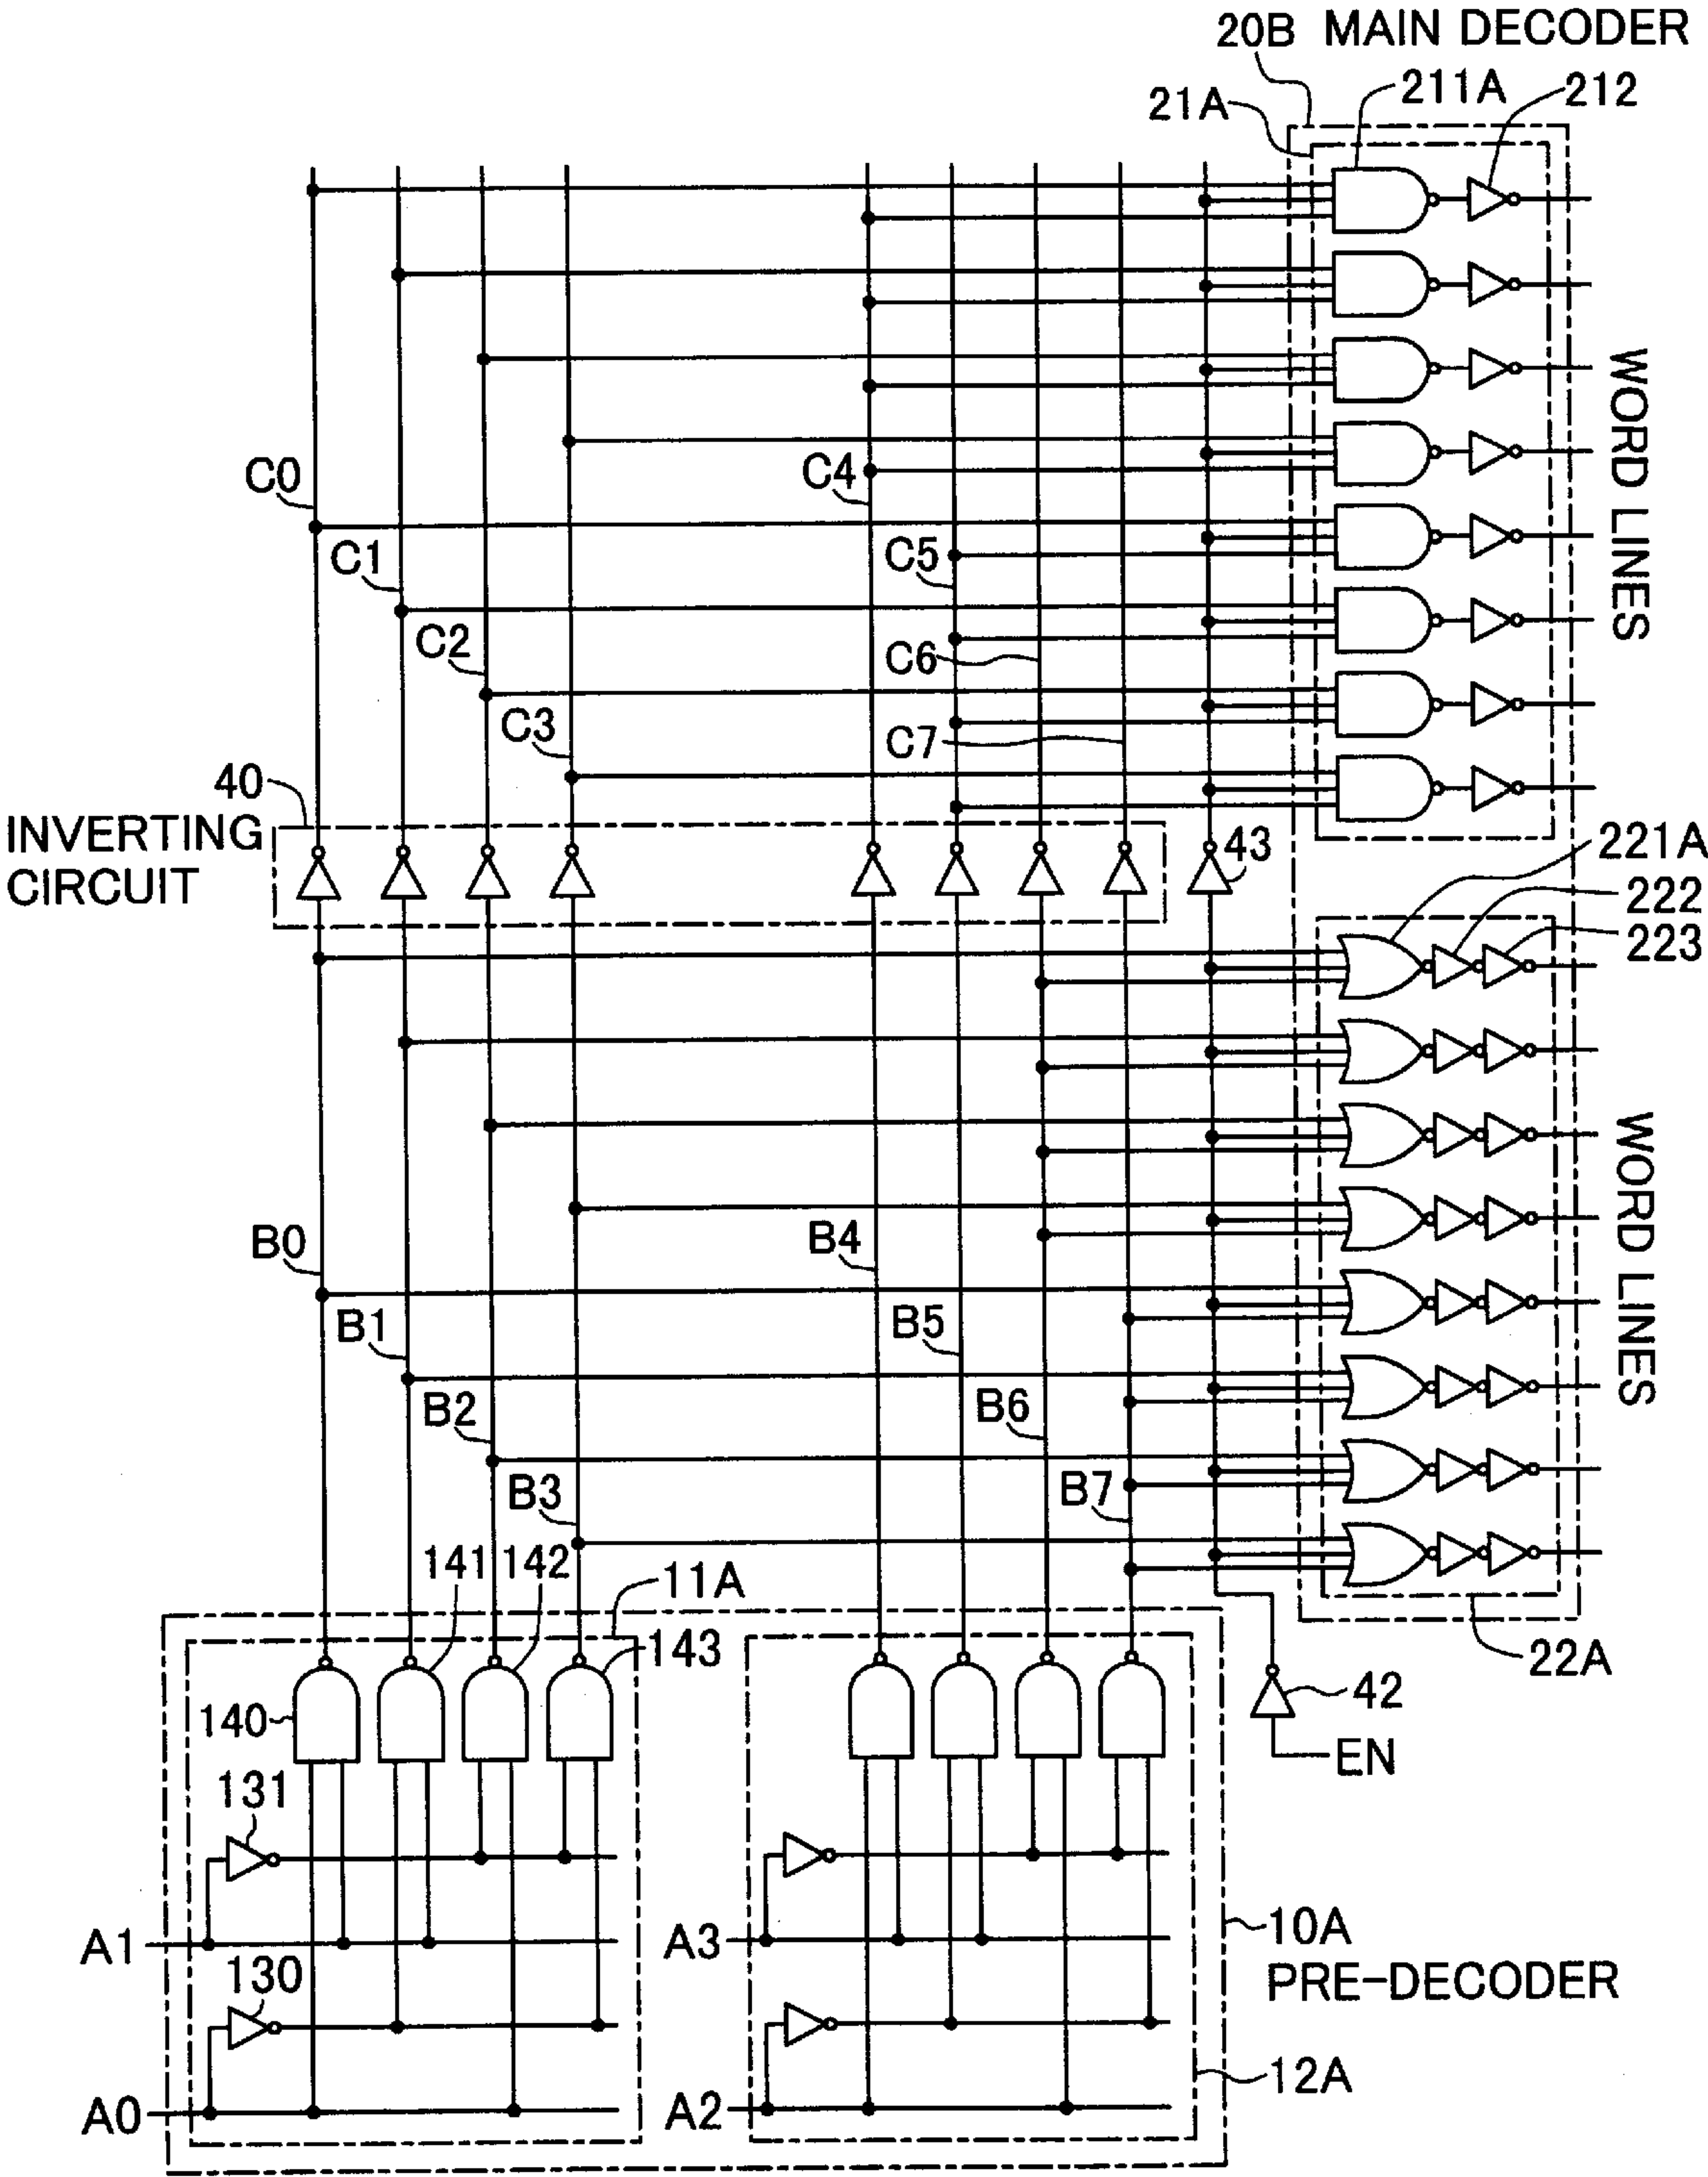 20B MAIN DECODER
21A
211A
212
C0
C1
C2
C3
C4
C5
C6
C7
WORD LINES
40
INVERTING
CIRCUIT
43
221A
222
223
WORD LINES
B0
B1
B2
B3
B4
B5
B6
B7
141
142
11A
143
140
22A
42
EN
131
A1
130
A0
A3
A2
10A
PRE-DECODER
12A